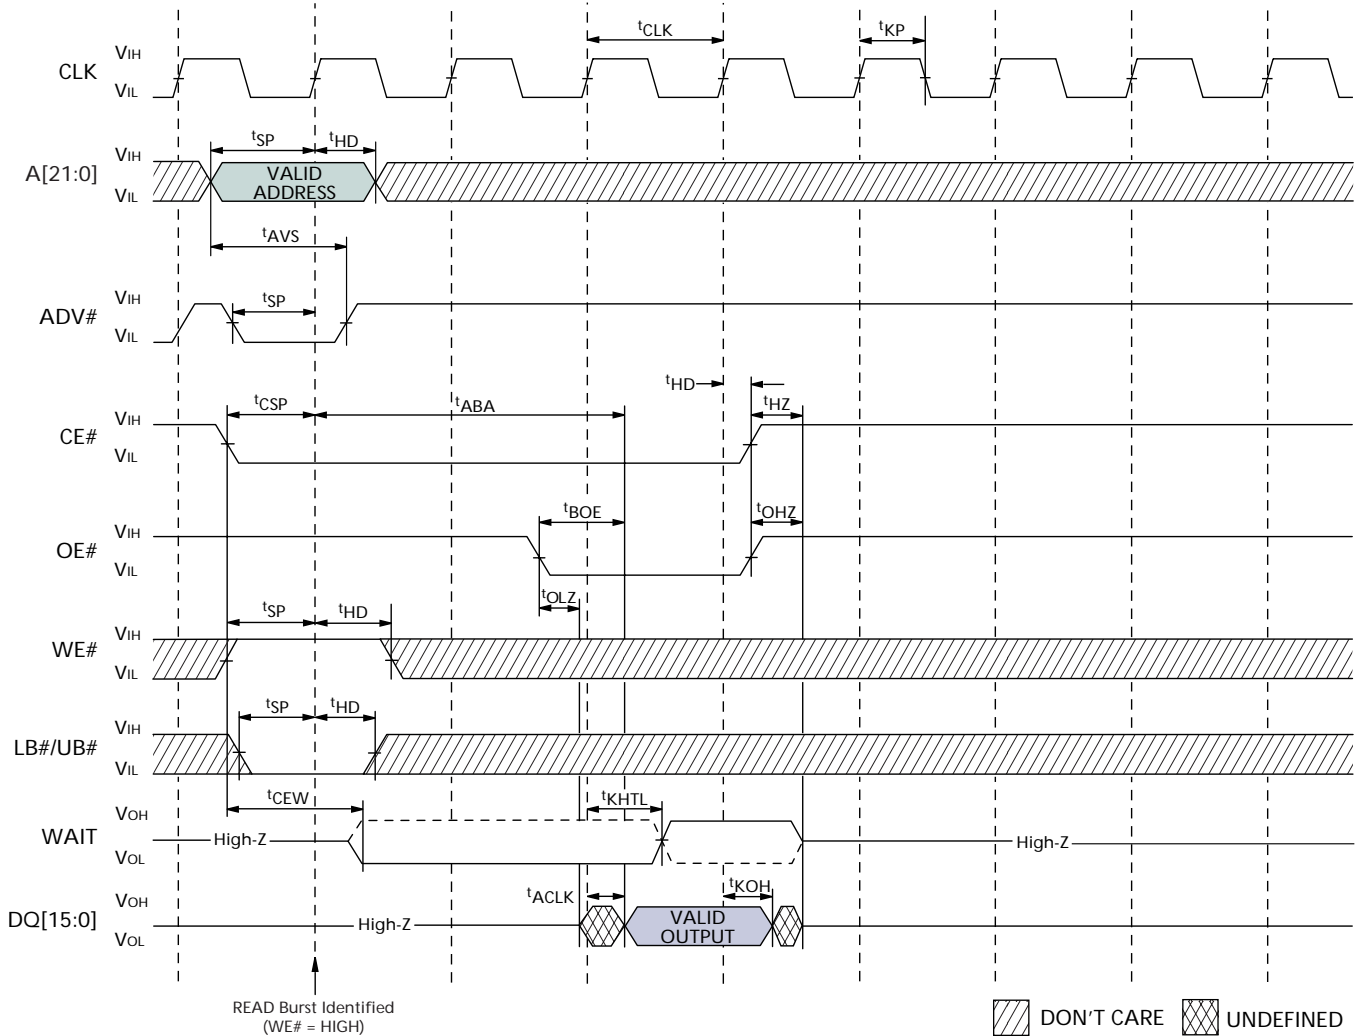 tCLK
tKP
VIH
CLK
VIL
tSP
tHD
VIH
A[21:0]
VALID
ADDRESS
VIL
tAVS
VIH
tSP
ADV#
VIL
tHD
tCSP
tABA
tHZ
VIH
CE#
VIL
tBOE
tOHZ
VIH
OE#
VIL
tOLZ
tSP
tHD
VIH
WE#
VIL
tSP
tHD
VIH
LB#/UB#
VIL
tCEW
tKHTL
VOH
WAIT
High-Z
High-Z
VOL
tACLK
tKOH
VOH
DQ[15:0]
High-Z
VALID
OUTPUT
VOL
READ Burst Identified
(WE# = HIGH)
DON'T CARE
UNDEFINED